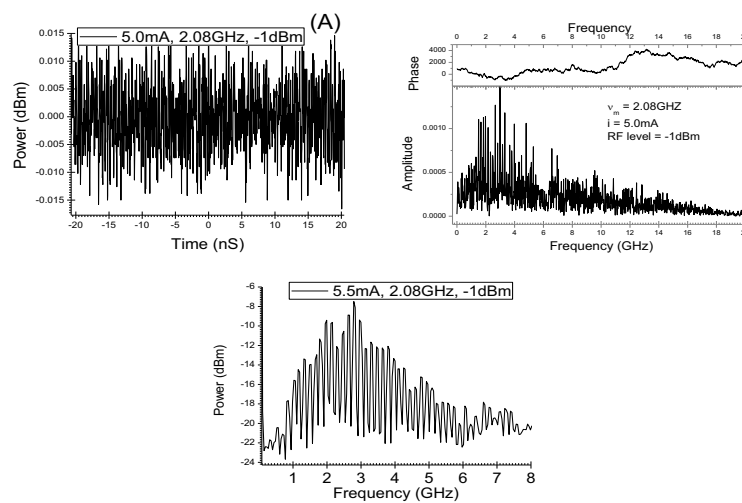 (A)
5.0mA, 2.08GHz, -1dBm
0.015
0.010
0.005
0.000
-0.005
-0.010
-0.015
Power (dBm)
-20 -15 -10 -5 0 5 10 15 20
Time (nS)
Frequency
0 2 4 6 8 10 12 14 16 18 20
4000
2000
0
Phase
νm = 2.08GHZ
i = 5.0mA
RF level = -1dBm
0.0010
0.0005
0.0000
Amplitude
0 2 4 6 8 10 12 14 16 18 20
Frequency (GHz)
5.5mA, 2.08GHz, -1dBm
-6
-8
-10
-12
-14
-16
-18
-20
-22
-24
Power (dBm)
1 2 3 4 5 6 7 8
Frequency (GHz)